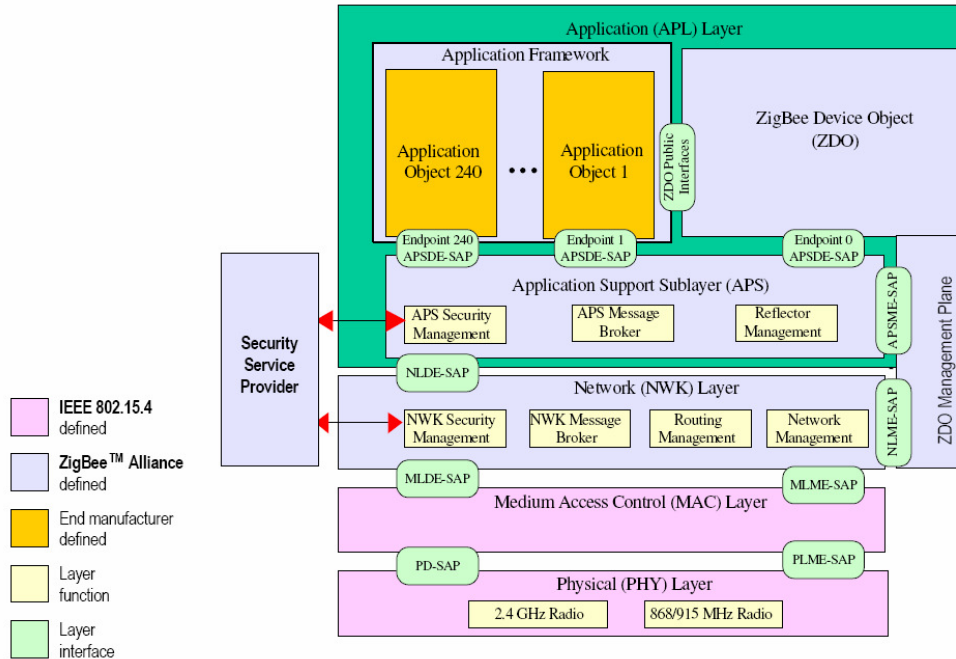 Application (APL) Layer
Application Framework
Application
Object 240
•••
Application
Object 1
ZDO Public
Interfaces
ZigBee Device Object
(ZDO)
Endpoint 240
APSDE-SAP
Endpoint 1
APSDE-SAP
Endpoint 0
APSDE-SAP
Application Support Sublayer (APS)
APS Security
Management
APS Message
Broker
Reflector
Management
APSME-SAP
ZDO Management Plane
Security
Service
Provider
NLDE-SAP
Network (NWK) Layer
NWK Security
Management
NWK Message
Broker
Routing
Management
Network
Management
NLME-SAP
MLDE-SAP
MLME-SAP
Medium Access Control (MAC) Layer
PD-SAP
PLME-SAP
Physical (PHY) Layer
2.4 GHz Radio
868/915 MHz Radio
IEEE 802.15.4
defined
ZigBee™ Alliance
defined
End manufacturer
defined
Layer
function
Layer
interface